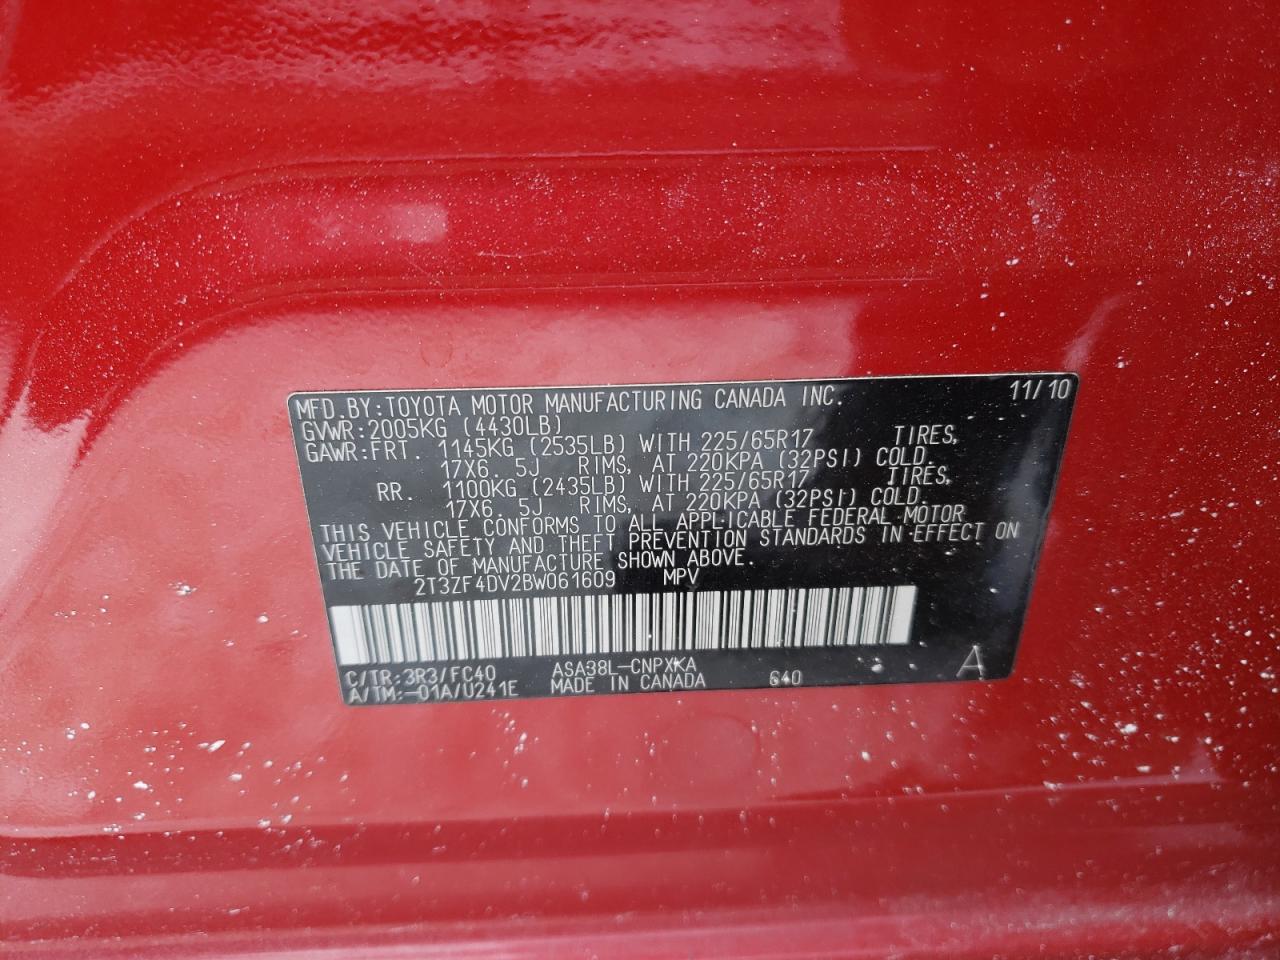 MFD.BY:TOYOTA MOTOR MANUFACTURING CANADA INC. 11/10
GVWR:2005KG (4430LB)
GAWR:FRT. 1145KG (2535LB) WITH 225/65R17 TIRES,
17X6. 5J RIMS, AT 220KPA (32PSI) COLD.
RR. 1100KG (2435LB) WITH 225/65R17 TIRES,
17X6. 5J RIMS, AT 220KPA (32PSI) COLD.
THIS VEHICLE CONFORMS TO ALL APPLICABLE FEDERAL MOTOR
VEHICLE SAFETY AND THEFT PREVENTION STANDARDS IN EFFECT ON
THE DATE OF MANUFACTURE SHOWN ABOVE.
2T3ZF4DV2BW061609 MPV
C/TR:3R3/FC40 ASA38L-CNPXKA
A/TM:-01A/U241E MADE IN CANADA 640 A